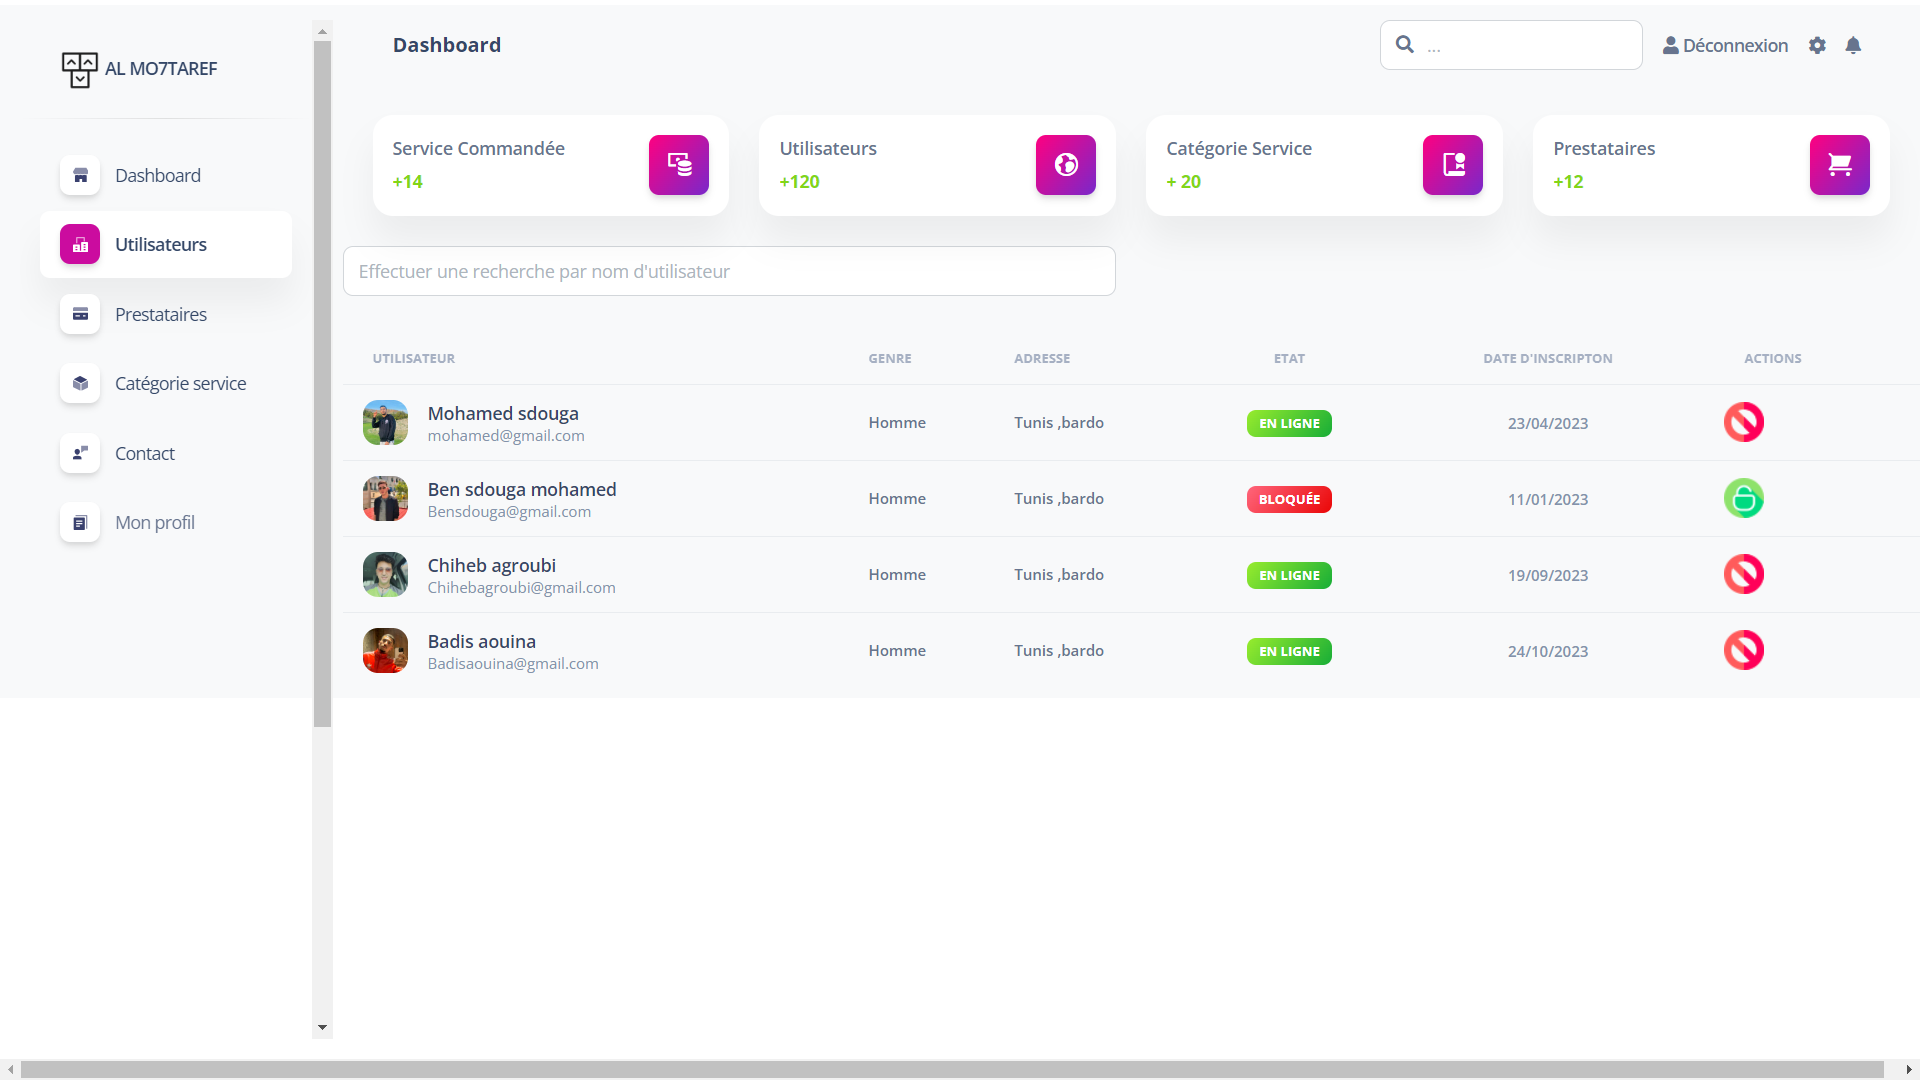 AL MO7TAREF
Dashboard
Utilisateurs
Prestataires
Catégorie service
Contact
Mon profil
Dashboard
...
Déconnexion
Service Commandée
+14
Utilisateurs
+120
Catégorie Service
+ 20
Prestataires
+12
Effectuer une recherche par nom d'utilisateur
UTILISATEUR GENRE ADRESSE ETAT DATE D'INSCRIPTON ACTIONS
Mohamed sdouga
mohamed@gmail.com
Homme Tunis ,bardo EN LIGNE 23/04/2023
Ben sdouga mohamed
Bensdouga@gmail.com
Homme Tunis ,bardo BLOQUÉE 11/01/2023
Chiheb agroubi
Chihebagroubi@gmail.com
Homme Tunis ,bardo EN LIGNE 19/09/2023
Badis aouina
Badisaouina@gmail.com
Homme Tunis ,bardo EN LIGNE 24/10/2023